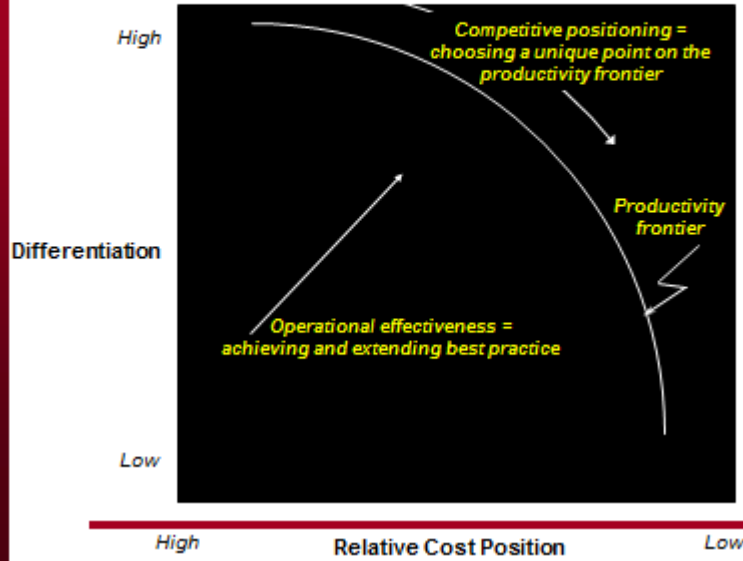 High
Competitive positioning =
choosing a unique point on the
productivity frontier
Productivity
frontier
Differentiation
Operational effectiveness =
achieving and extending best practice
Low
High
Relative Cost Position
Low